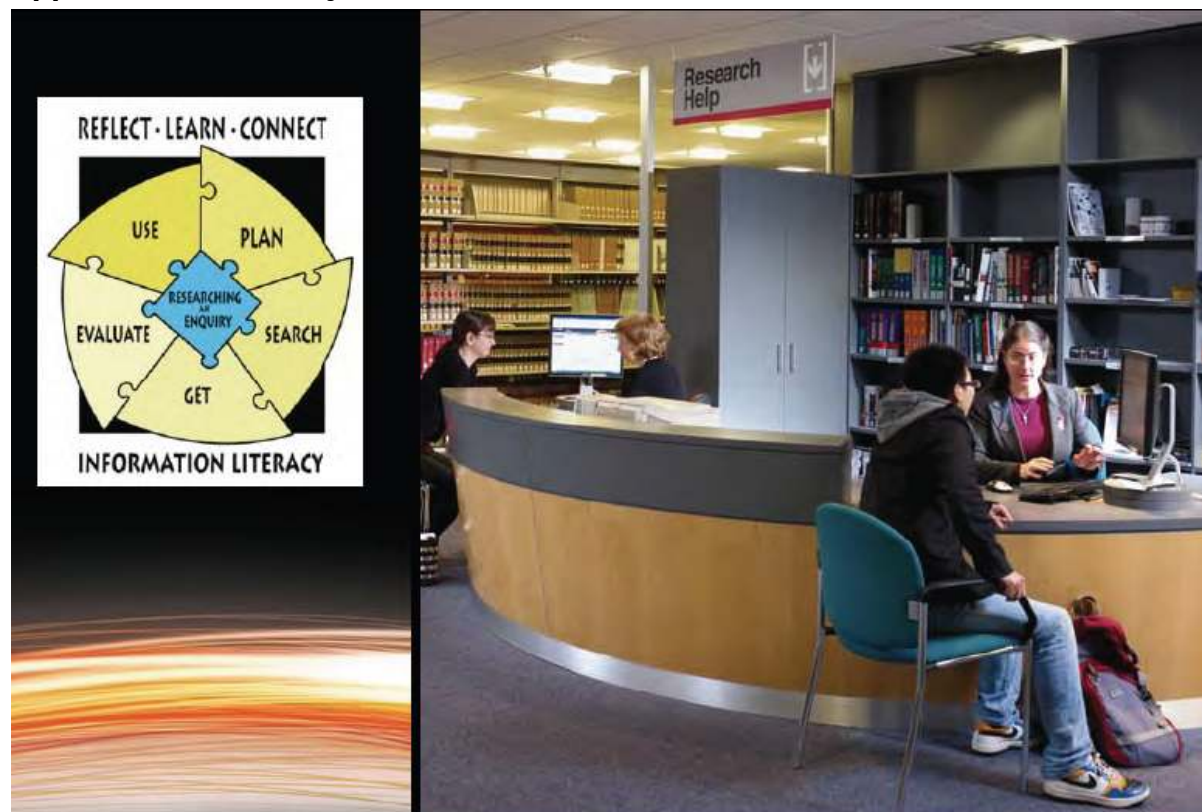 REFLECT · LEARN · CONNECT
USE
PLAN
RESEARCHING
AN
ENQUIRY
EVALUATE
SEARCH
GET
INFORMATION LITERACY
Research
Help